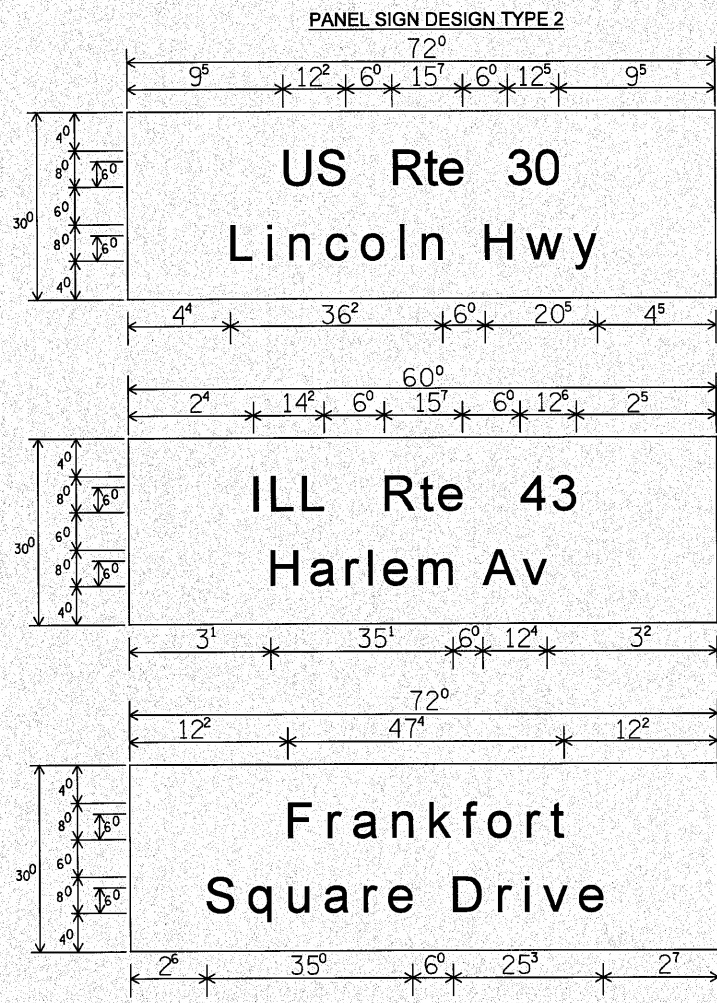 PANEL SIGN DESIGN TYPE 2
72⁰
9⁵ 12² 6⁰ 15⁷ 6⁰ 12⁵ 9⁵
30⁰
4⁰
8⁰ 6⁰
6⁰
8⁰ 6⁰
4⁰
US Rte 30
Lincoln Hwy
4⁴ 36² 6⁰ 20⁵ 4⁵
60⁰
2⁴ 14² 6⁰ 15⁷ 6⁰ 12⁶ 2⁵
30⁰
4⁰
8⁰ 6⁰
6⁰
8⁰ 6⁰
4⁰
ILL Rte 43
Harlem Av
3¹ 35¹ 6⁰ 12⁴ 3²
72⁰
12² 47⁴ 12²
30⁰
4⁰
8⁰ 6⁰
6⁰
8⁰ 6⁰
4⁰
Frankfort
Square Drive
2⁶ 35⁰ 6⁰ 25³ 2⁷